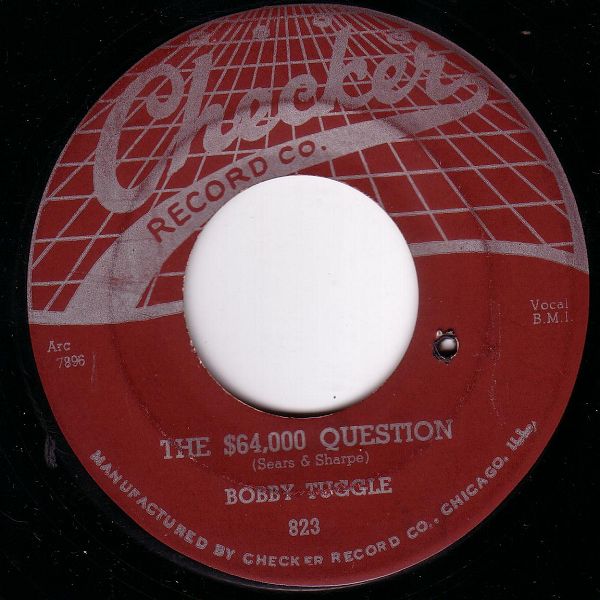 Checker
RECORD CO.
Arc
7896
Vocal
B.M.I.
THE $64,000 QUESTION
(Sears & Sharpe)
BOBBY TUGGLE
823
MANUFACTURED BY CHECKER RECORD CO., CHICAGO, ILL.